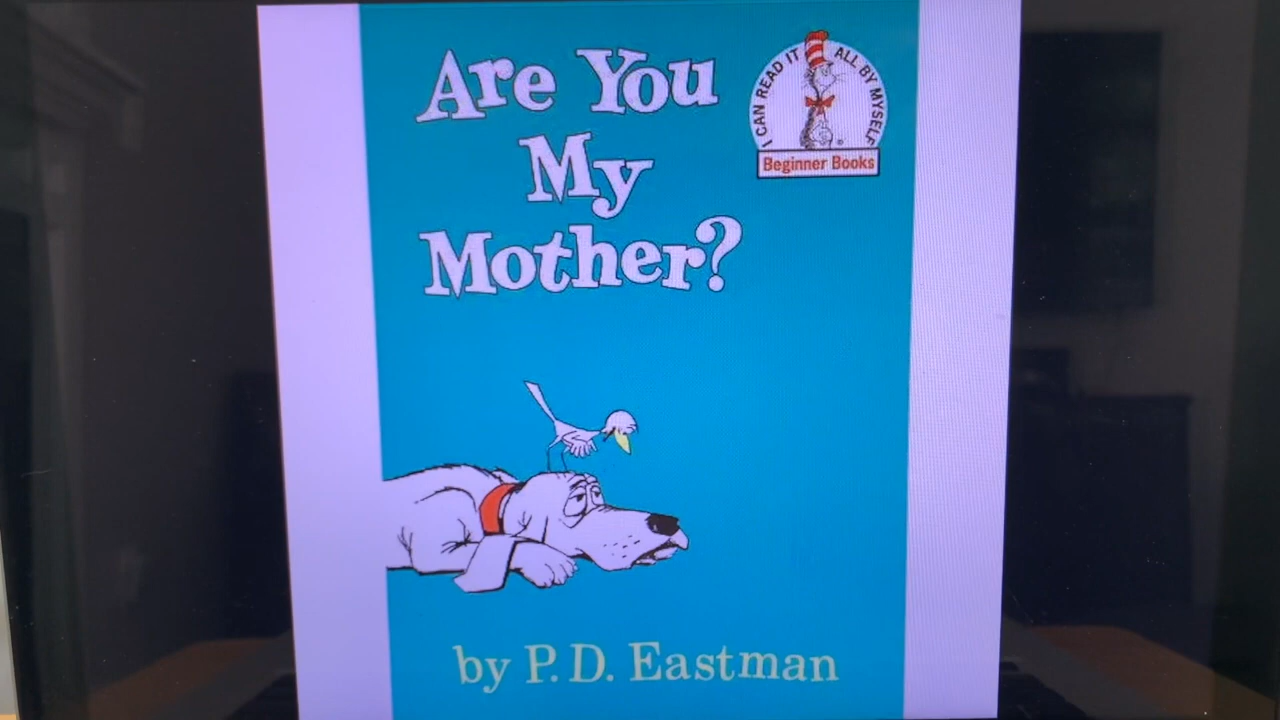 Are You
My
Mother?
I CAN READ IT ALL BY MYSELF
Beginner Books
by P.D. Eastman